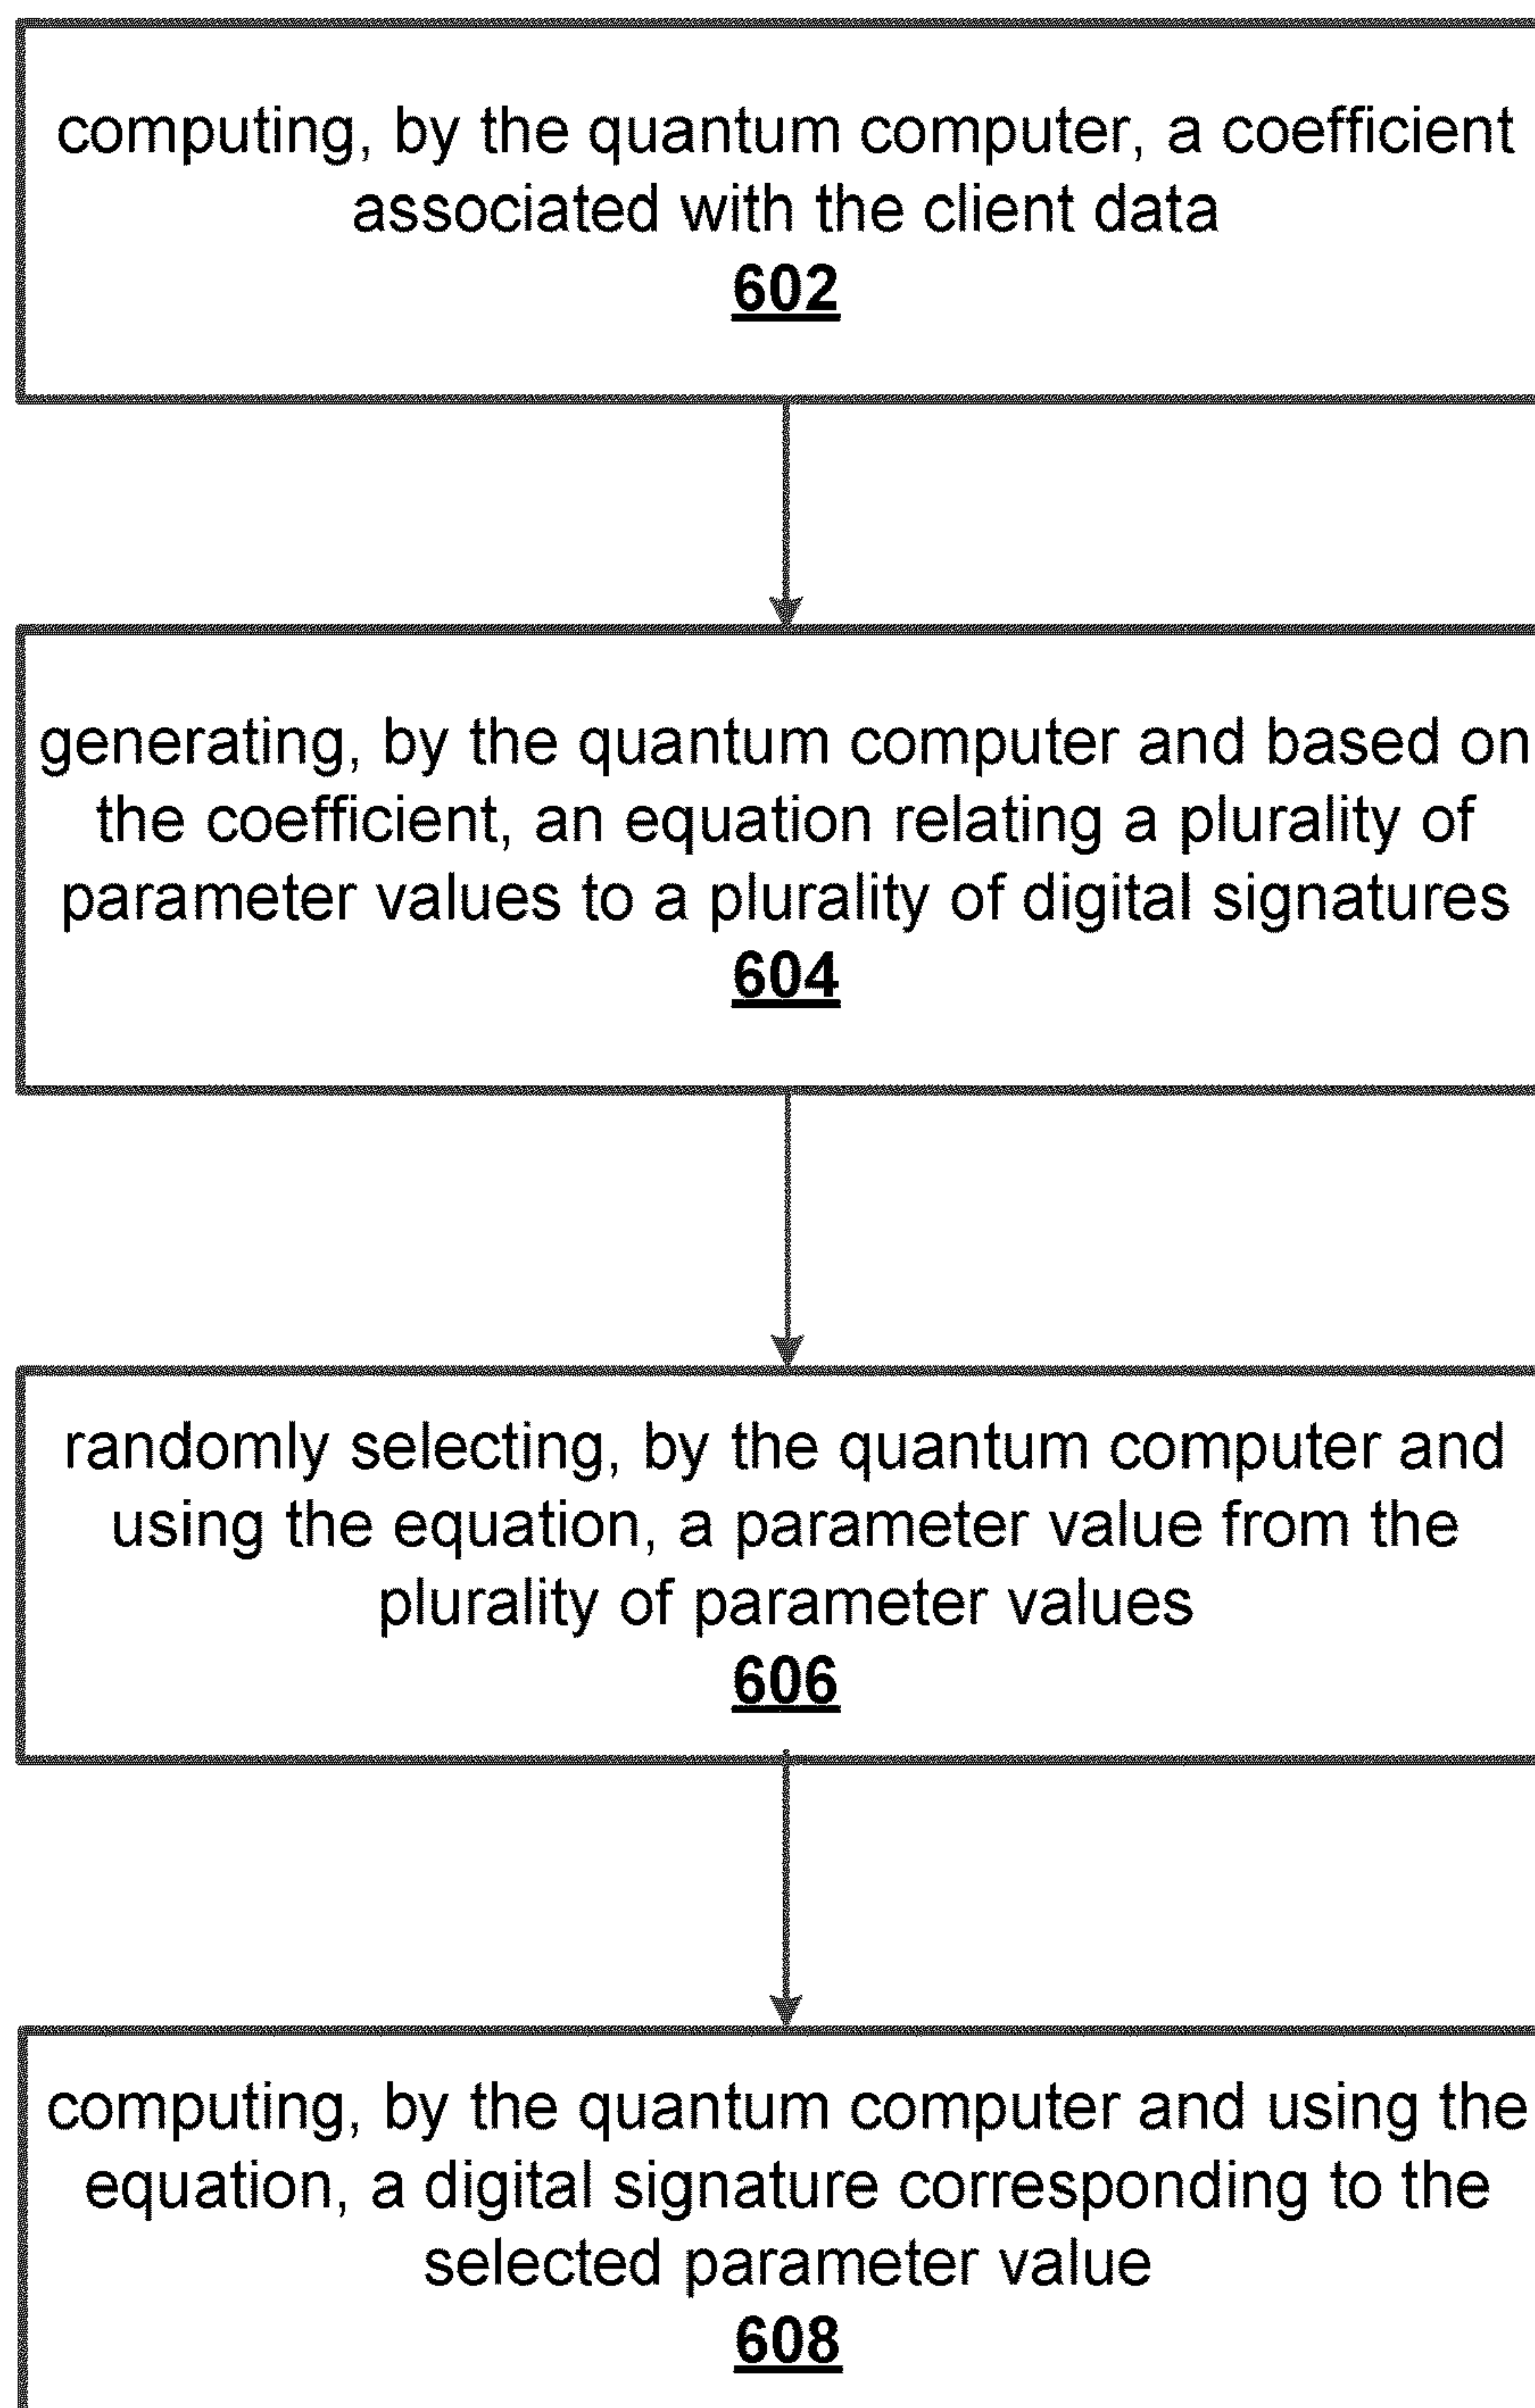 computing, by the quantum computer, a coefficient
associated with the client data
602
generating, by the quantum computer and based on
the coefficient, an equation relating a plurality of
parameter values to a plurality of digital signatures
604
randomly selecting, by the quantum computer and
using the equation, a parameter value from the
plurality of parameter values
606
computing, by the quantum computer and using the
equation, a digital signature corresponding to the
selected parameter value
608